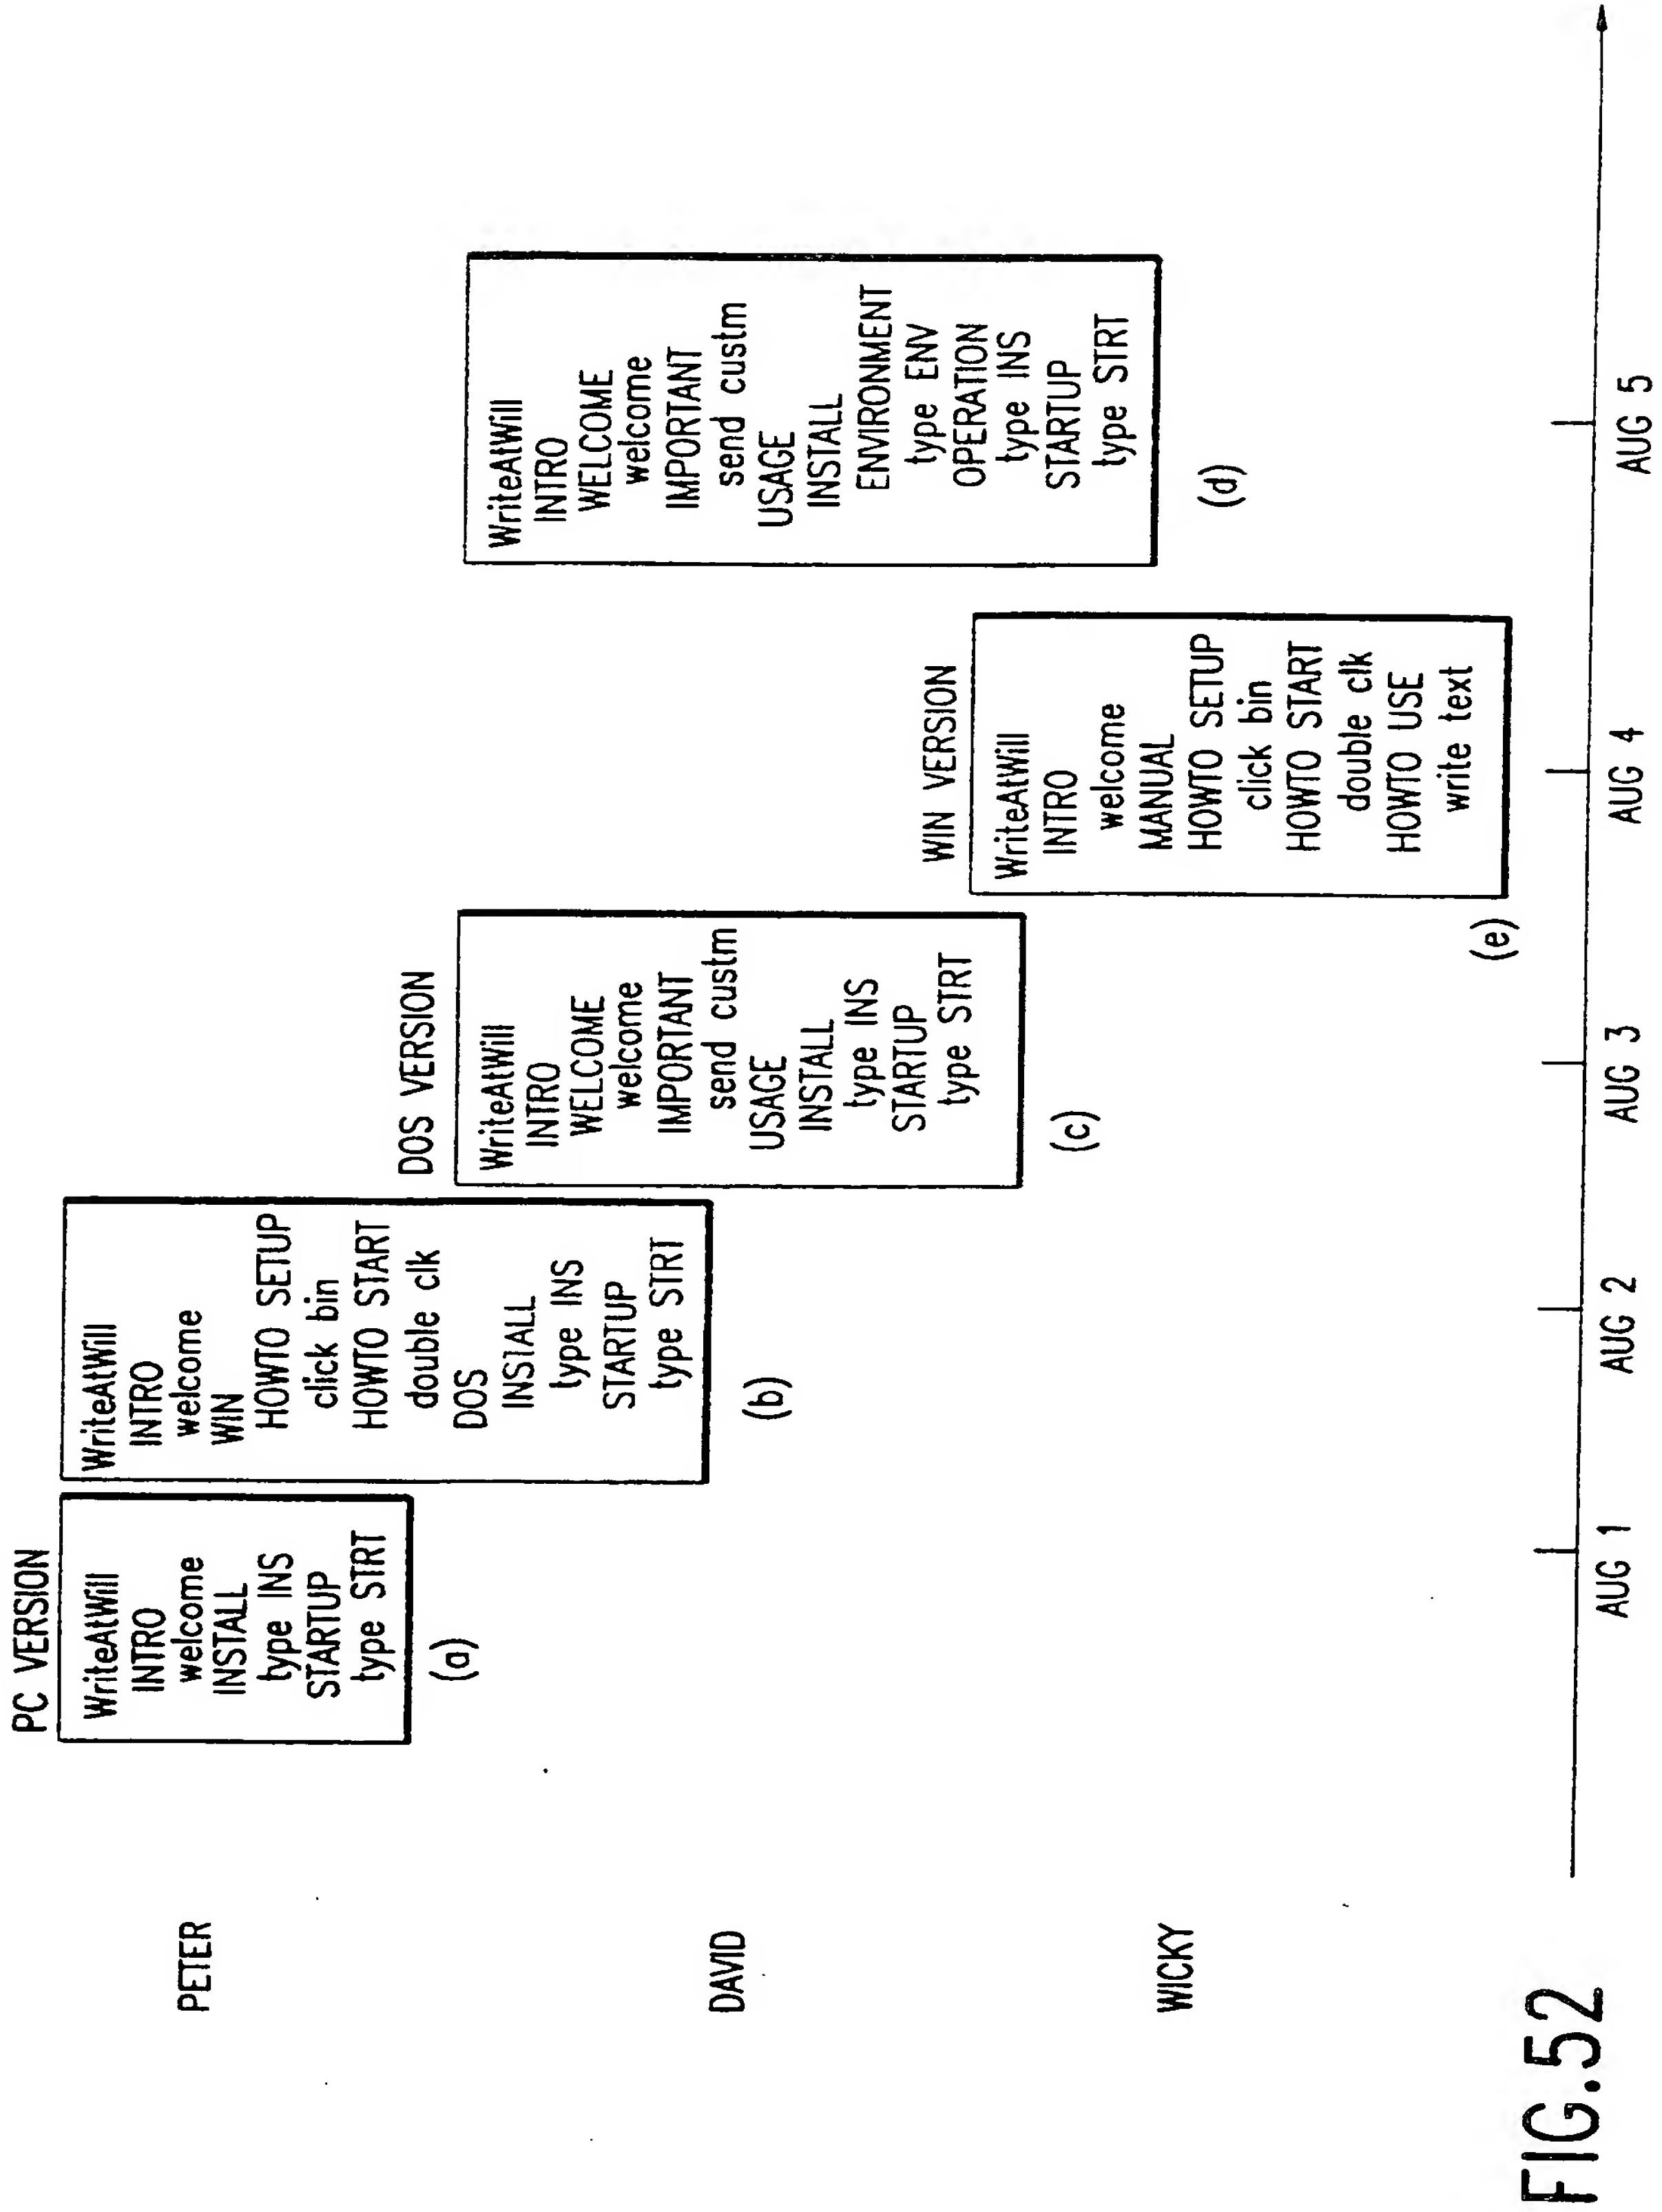 PC VERSION
WriteAtWill
INTRO
welcome
INSTALL
type INS
STARTUP
type STRT
(a)
WriteAtWill
INTRO
welcome
WIN
HOWTO SETUP
click bin
HOWTO START
double clk
DOS
INSTALL
type INS
STARTUP
type STRT
(b)
DOS VERSION
WriteAtWill
INTRO
WELCOME
welcome
IMPORTANT
send custm
USAGE
INSTALL
type INS
STARTUP
type STRT
(c)
WriteAtWill
INTRO
WELCOME
welcome
IMPORTANT
send custm
USAGE
INSTALL
ENVIRONMENT
type ENV
OPERATION
type INS
STARTUP
type STRT
(d)
WIN VERSION
WriteAtWill
INTRO
welcome
MANUAL
HOWTO SETUP
click bin
HOWTO START
double clk
HOWTO USE
write text
(e)
PETER
DAVID
WICKY
AUG 1
AUG 2
AUG 3
AUG 4
AUG 5
FIG.52